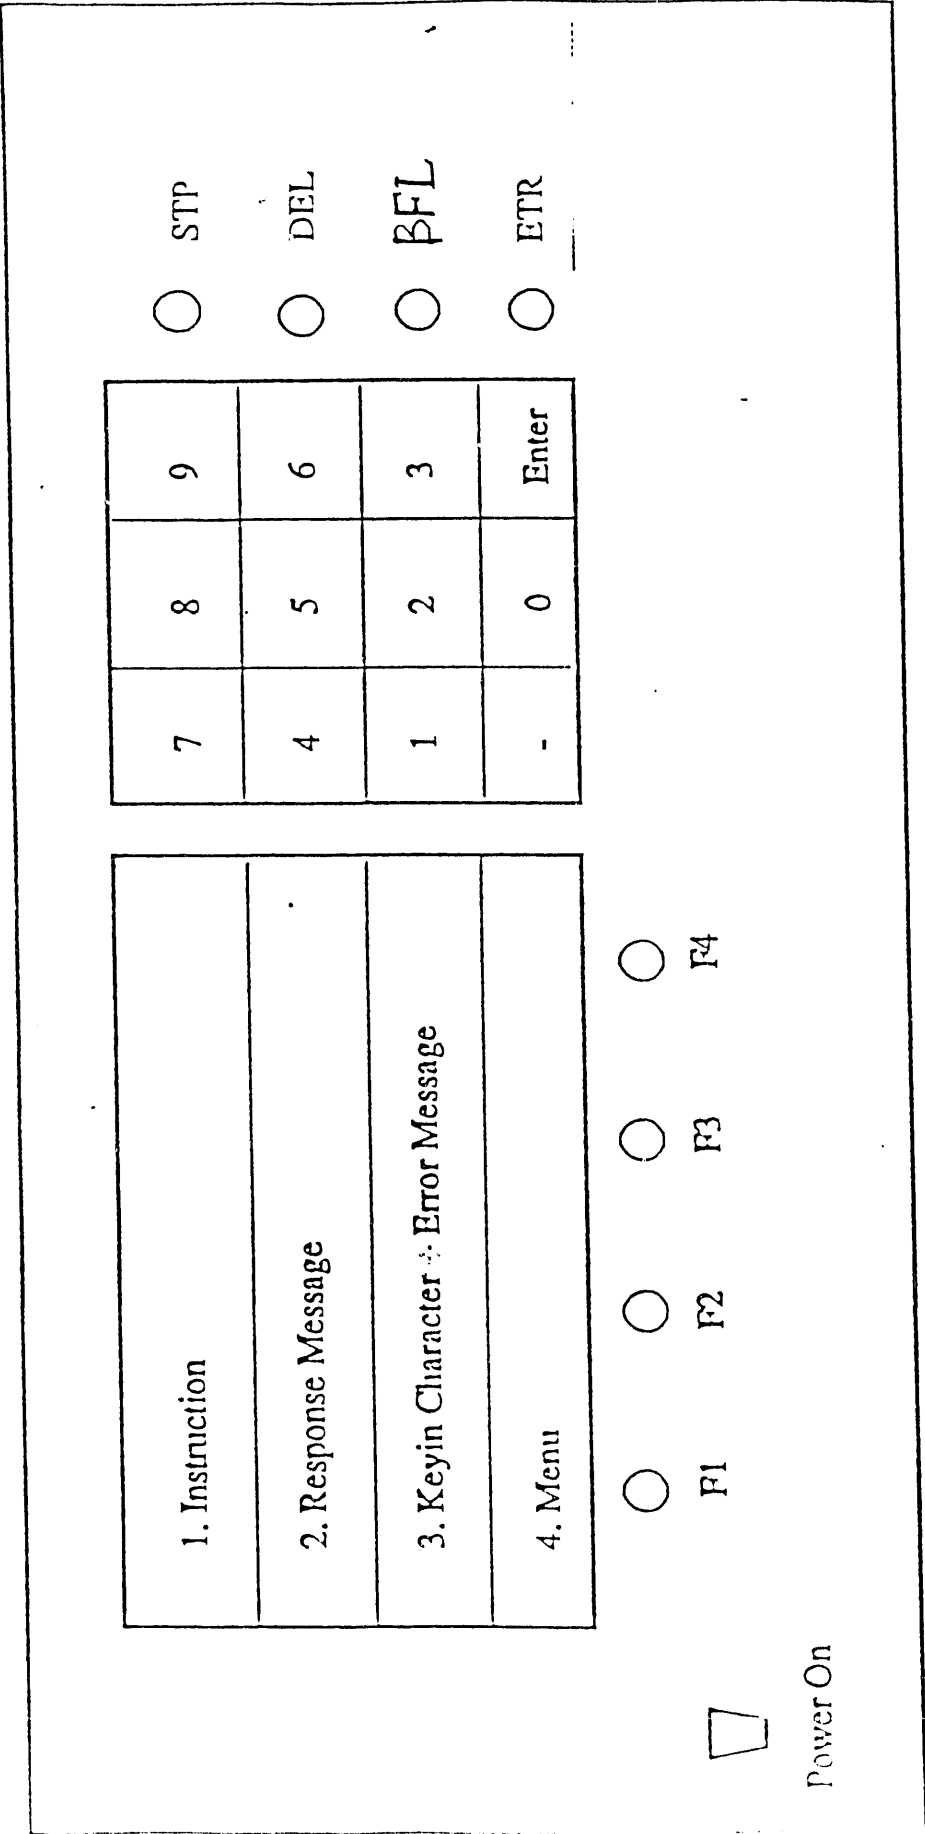 1. Instruction
2. Response Message
3. Keyin Character + Error Message
4. Menu
7 8 9
4 5 6
1 2 3
- 0 Enter
STP
DEL
BFL
ETR
F1 F2 F3 F4
Power On